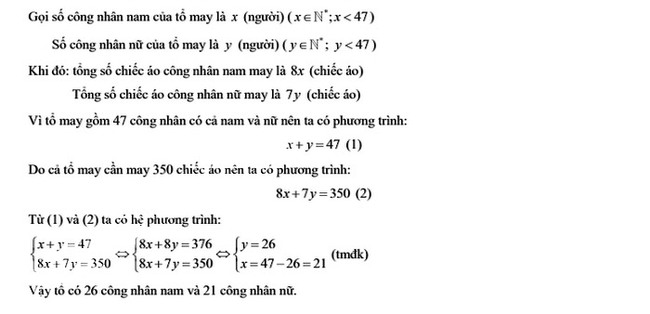 Gọi số công nhân nam của tổ may là x (người) (x ∈ ℕ*; x < 47)
Số công nhân nữ của tổ may là y (người) (y ∈ ℕ*; y < 47)
Khi đó: tổng số chiếc áo công nhân nam may là 8x (chiếc áo)
Tổng số chiếc áo công nhân nữ may là 7y (chiếc áo)
Vì tổ may gồm 47 công nhân có cả nam và nữ nên ta có phương trình:
x + y = 47 (1)
Do cả tổ may cần may 350 chiếc áo nên ta có phương trình:
8x + 7y = 350 (2)
Từ (1) và (2) ta có hệ phương trình:
{x + y = 47 ⇔ {8x + 8y = 376 ⇔ {y = 26
{8x + 7y = 350 {8x + 7y = 350 {x = 47 − 26 = 21 (tmđk)
Vậy tổ có 26 công nhân nam và 21 công nhân nữ.